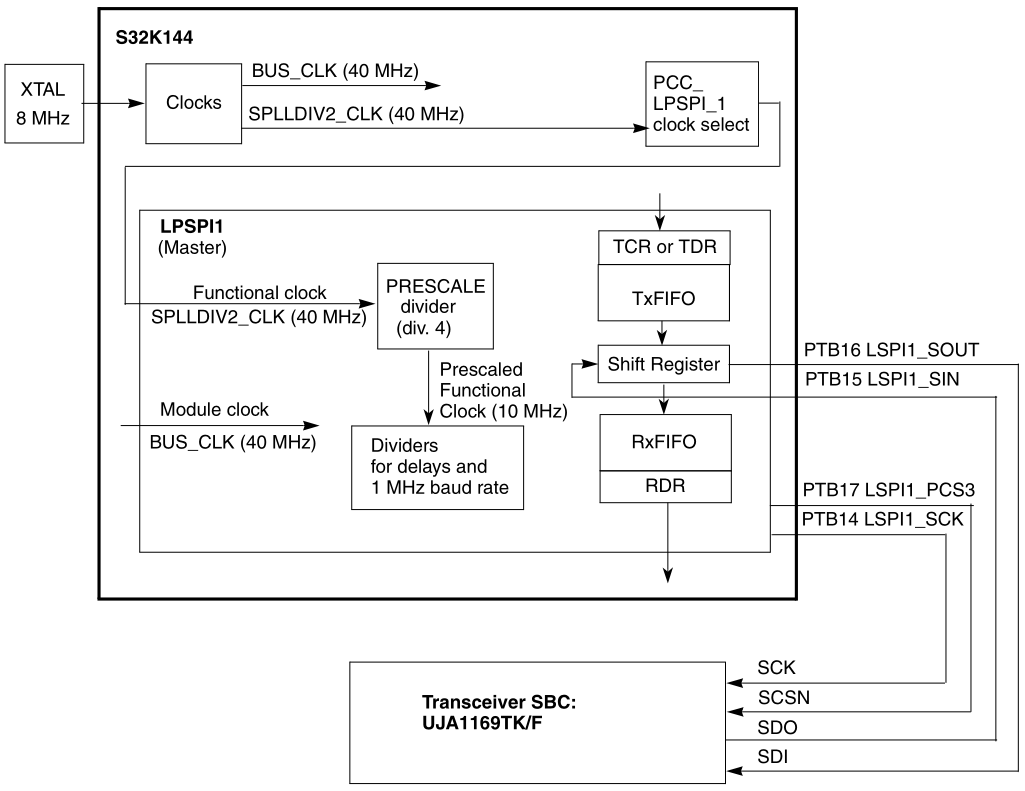 S32K144
XTAL
8 MHz
Clocks
BUS_CLK (40 MHz)
SPLLDIV2_CLK (40 MHz)
PCC_
LPSPI_1
clock select
LPSPI1
(Master)
Functional clock
SPLLDIV2_CLK (40 MHz)
PRESCALE
divider
(div. 4)
Prescaled
Functional
Clock (10 MHz)
Module clock
BUS_CLK (40 MHz)
Dividers
for delays and
1 MHz baud rate
TCR or TDR
TxFIFO
Shift Register
RxFIFO
RDR
PTB16 LSPI1_SOUT
PTB15 LSPI1_SIN
PTB17 LSPI1_PCS3
PTB14 LSPI1_SCK
Transceiver SBC:
UJA1169TK/F
SCK
SCSN
SDO
SDI